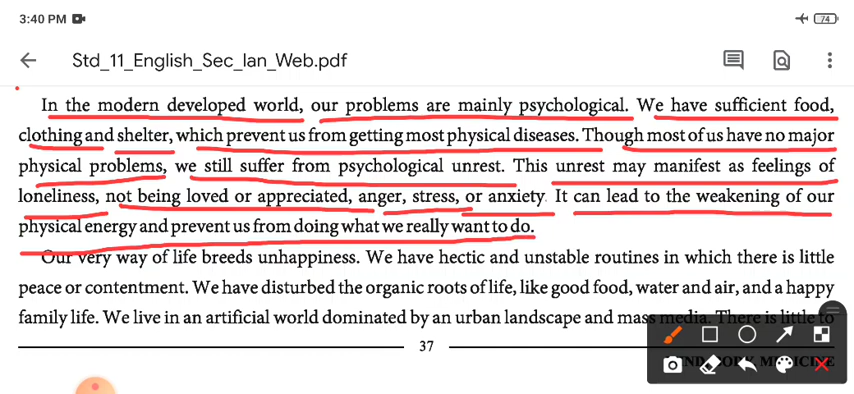 3:40 PM
74
Std_11_English_Sec_lan_Web.pdf
In the modern developed world, our problems are mainly psychological. We have sufficient food,
clothing and shelter, which prevent us from getting most physical diseases. Though most of us have no major
physical problems, we still suffer from psychological unrest. This unrest may manifest as feelings of
loneliness, not being loved or appreciated, anger, stress, or anxiety. It can lead to the weakening of our
physical energy and prevent us from doing what we really want to do.
Our very way of life breeds unhappiness. We have hectic and unstable routines in which there is little
peace or contentment. We have disturbed the organic roots of life, like good food, water and air, and a happy
family life. We live in an artificial world dominated by an urban landscape and mass media. There is little to
37